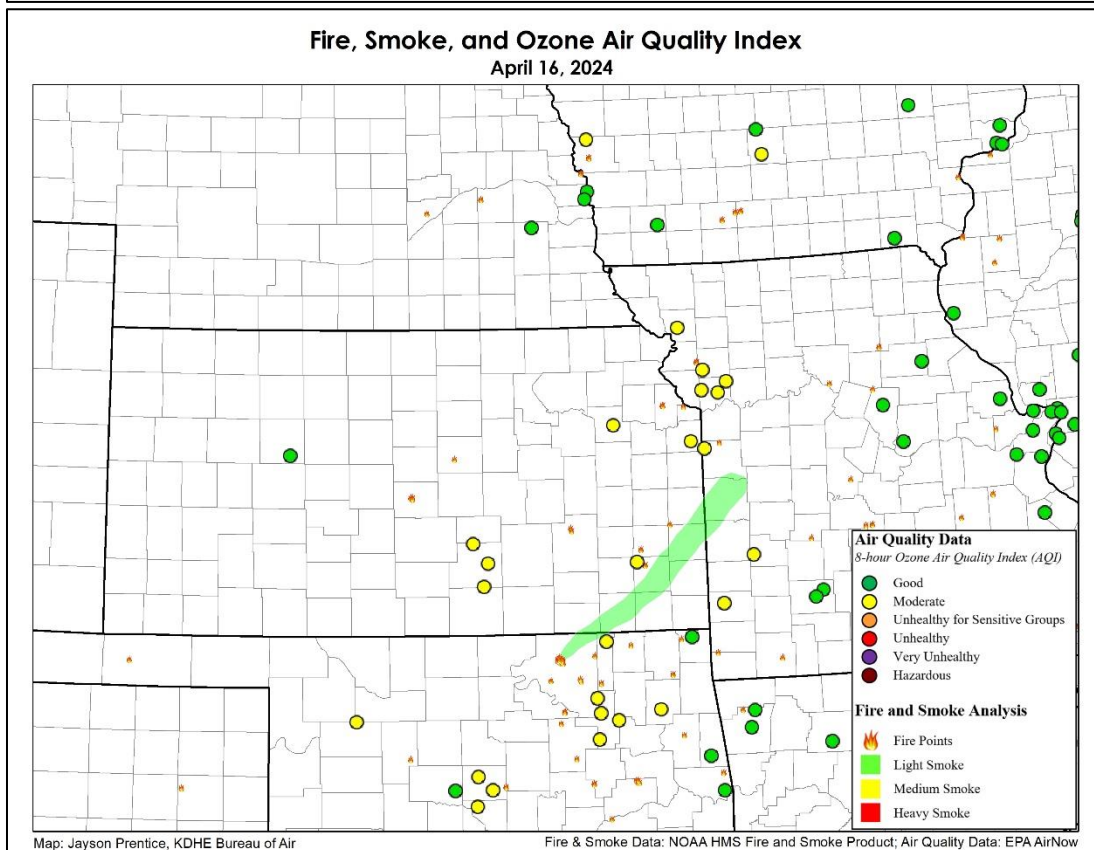 Fire, Smoke, and Ozone Air Quality Index
April 16, 2024
Air Quality Data
8-hour Ozone Air Quality Index (AQI)
Good
Moderate
Unhealthy for Sensitive Groups
Unhealthy
Very Unhealthy
Hazardous
Fire and Smoke Analysis
Fire Points
Light Smoke
Medium Smoke
Heavy Smoke
Map: Jayson Prentice, KDHE Bureau of Air
Fire & Smoke Data: NOAA HMS Fire and Smoke Product; Air Quality Data: EPA AirNow